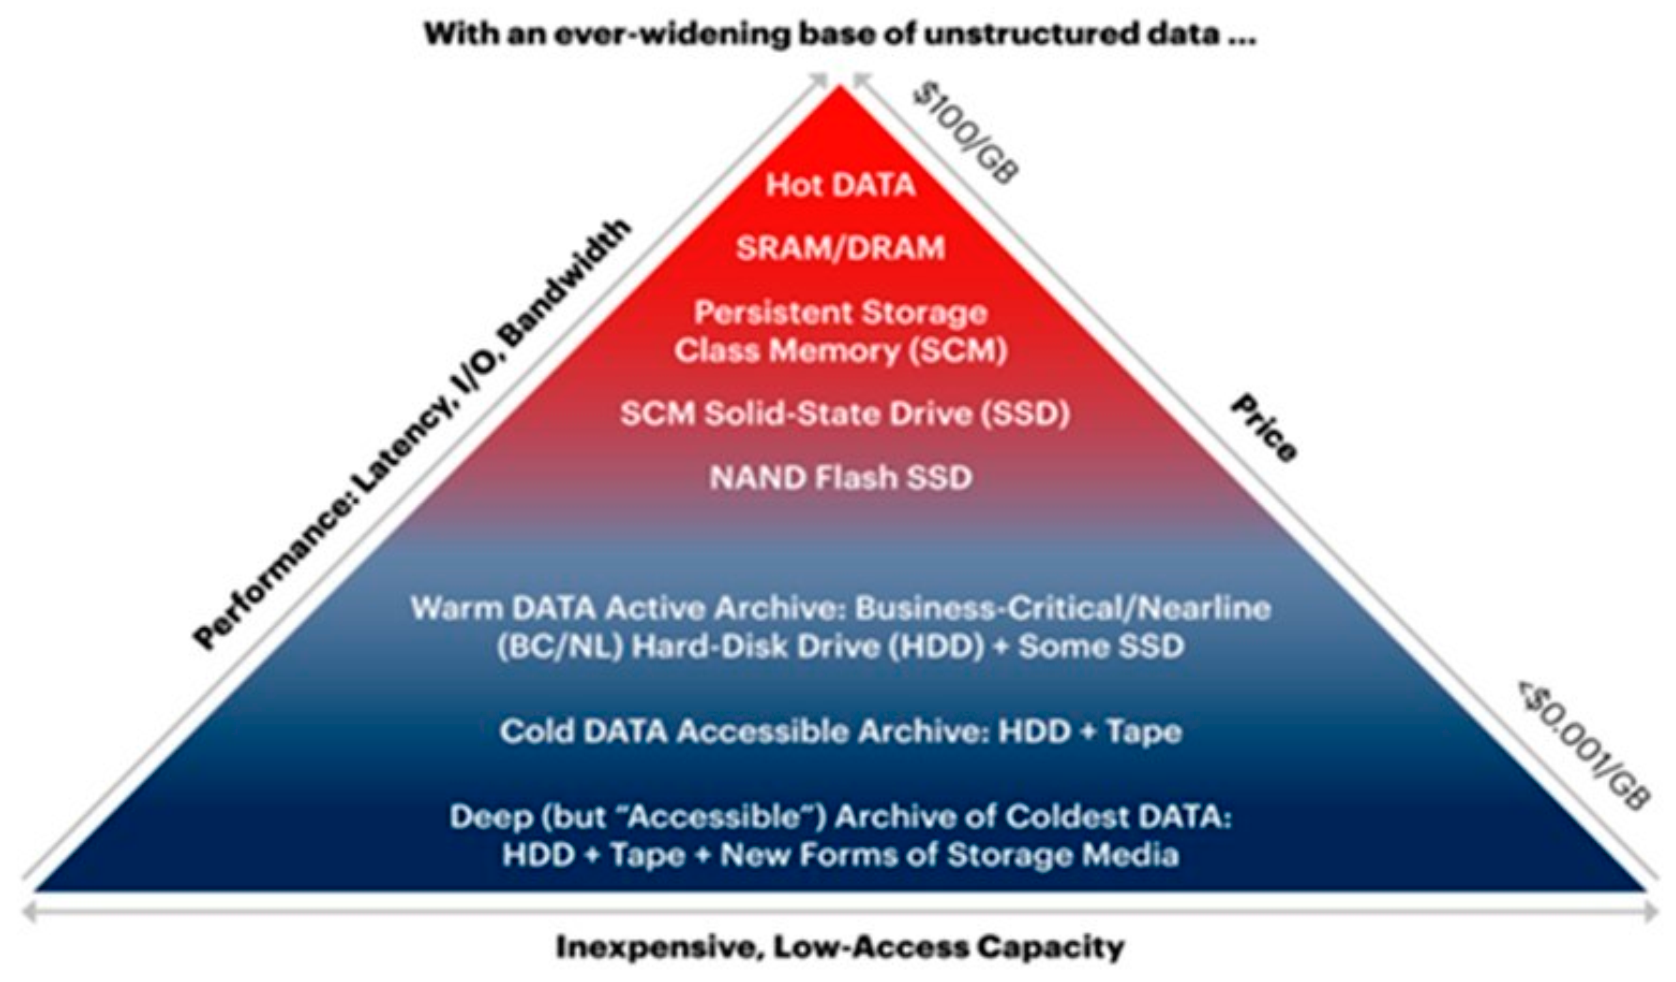 With an ever-widening base of unstructured data ...
$100/GB
Hot DATA
SRAM/DRAM
Persistent Storage
Class Memory (SCM)
SCM Solid-State Drive (SSD)
NAND Flash SSD
Performance: Latency, I/O, Bandwidth
Price
Warm DATA Active Archive: Business-Critical/Nearline
(BC/NL) Hard-Disk Drive (HDD) + Some SSD
<$0.001/GB
Cold DATA Accessible Archive: HDD + Tape
Deep (but “Accessible”) Archive of Coldest DATA:
HDD + Tape + New Forms of Storage Media
Inexpensive, Low-Access Capacity